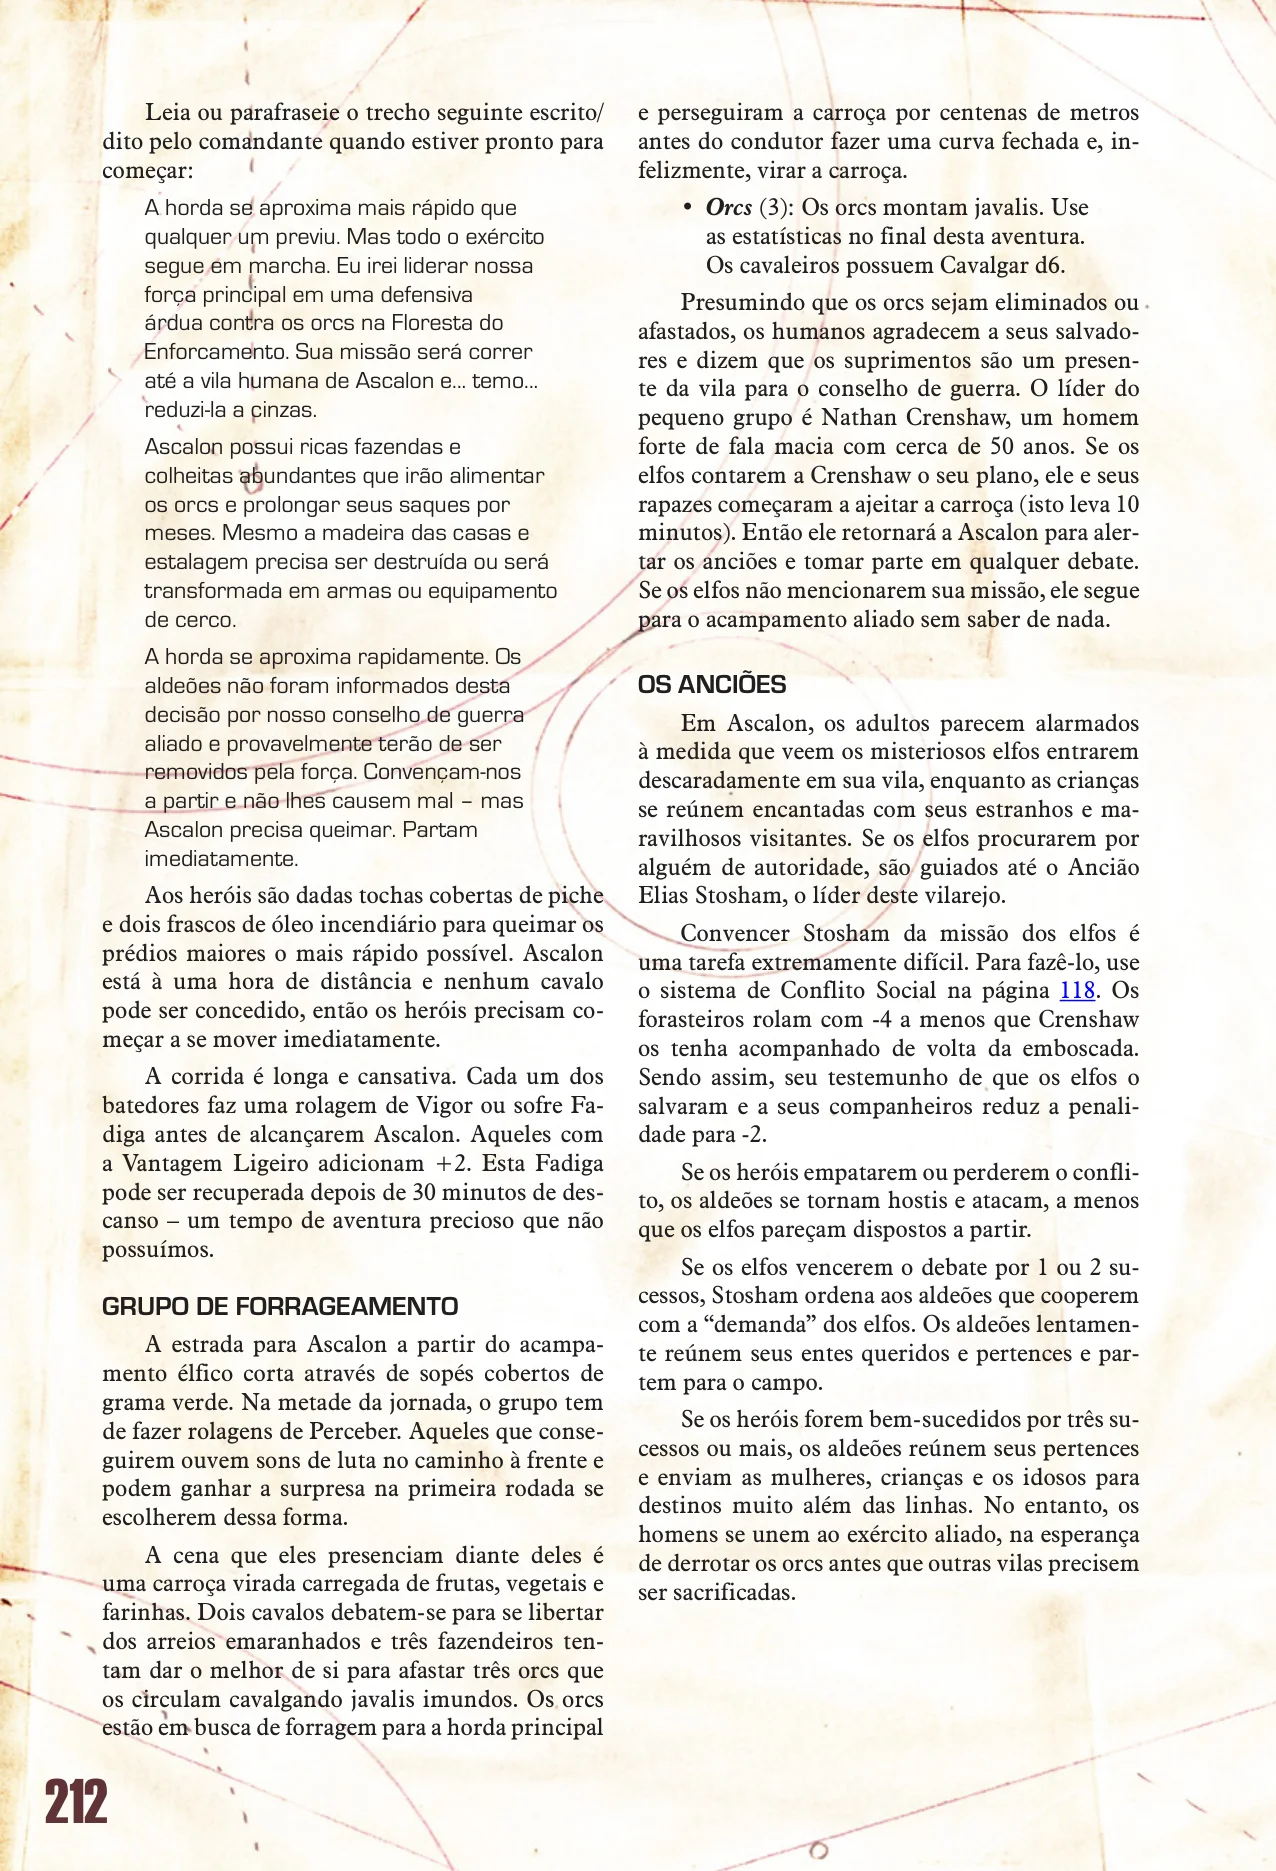 Leia ou parafraseie o trecho seguinte escrito/
dito pelo comandante quando estiver pronto para
começar:
A horda se aproxima mais rápido que
qualquer um previu. Mas todo o exército
segue em marcha. Eu irei liderar nossa
força principal em uma defensiva
árdua contra os orcs na Floresta do
Enforcamento. Sua missão será correr
até a vila humana de Ascalon e... temo...
reduzi-la a cinzas.
Ascalon possui ricas fazendas e
colheitas abundantes que irão alimentar
os orcs e prolongar seus saques por
meses. Mesmo a madeira das casas e
estalagem precisa ser destruída ou será
transformada em armas ou equipamento
de cerco.
A horda se aproxima rapidamente. Os
aldeões não foram informados desta
decisão por nosso conselho de guerra
aliado e provavelmente terão de ser
removidos pela força. Convençam-nos
a partir e não lhes causem mal – mas
Ascalon precisa queimar. Partam
imediatamente.
Aos heróis são dadas tochas cobertas de piche
e dois frascos de óleo incendiário para queimar os
prédios maiores o mais rápido possível. Ascalon
está à uma hora de distância e nenhum cavalo
pode ser concedido, então os heróis precisam co-
meçar a se mover imediatamente.
A corrida é longa e cansativa. Cada um dos
batedores faz uma rolagem de Vigor ou sofre Fa-
diga antes de alcançarem Ascalon. Aqueles com
a Vantagem Ligeiro adicionam +2. Esta Fadiga
pode ser recuperada depois de 30 minutos de des-
canso – um tempo de aventura precioso que não
possuímos.
GRUPO DE FORRAGEAMENTO
A estrada para Ascalon a partir do acampa-
mento élfico corta através de sopés cobertos de
grama verde. Na metade da jornada, o grupo tem
de fazer rolagens de Perceber. Aqueles que conse-
guirem ouvem sons de luta no caminho à frente e
podem ganhar a surpresa na primeira rodada se
escolherem dessa forma.
A cena que eles presenciam diante deles é
uma carroça virada carregada de frutas, vegetais e
farinhas. Dois cavalos debatem-se para se libertar
dos arreios emaranhados e três fazendeiros ten-
tam dar o melhor de si para afastar três orcs que
os circulam cavalgando javalis imundos. Os orcs
estão em busca de forragem para a horda principal
e perseguiram a carroça por centenas de metros
antes do condutor fazer uma curva fechada e, in-
felizmente, virar a carroça.
• Orcs (3): Os orcs montam javalis. Use
as estatísticas no final desta aventura.
Os cavaleiros possuem Cavalgar d6.
Presumindo que os orcs sejam eliminados ou
afastados, os humanos agradecem a seus salvado-
res e dizem que os suprimentos são um presen-
te da vila para o conselho de guerra. O líder do
pequeno grupo é Nathan Crenshaw, um homem
forte de fala macia com cerca de 50 anos. Se os
elfos contarem a Crenshaw o seu plano, ele e seus
rapazes começaram a ajeitar a carroça (isto leva 10
minutos). Então ele retornará a Ascalon para aler-
tar os anciões e tomar parte em qualquer debate.
Se os elfos não mencionarem sua missão, ele segue
para o acampamento aliado sem saber de nada.
OS ANCIÕES
Em Ascalon, os adultos parecem alarmados
à medida que veem os misteriosos elfos entrarem
descaradamente em sua vila, enquanto as crianças
se reúnem encantadas com seus estranhos e ma-
ravilhosos visitantes. Se os elfos procurarem por
alguém de autoridade, são guiados até o Ancião
Elias Stosham, o líder deste vilarejo.
Convencer Stosham da missão dos elfos é
uma tarefa extremamente difícil. Para fazê-lo, use
o sistema de Conflito Social na página 118. Os
forasteiros rolam com -4 a menos que Crenshaw
os tenha acompanhado de volta da emboscada.
Sendo assim, seu testemunho de que os elfos o
salvaram e a seus companheiros reduz a penali-
dade para -2.
Se os heróis empatarem ou perderem o confli-
to, os aldeões se tornam hostis e atacam, a menos
que os elfos pareçam dispostos a partir.
Se os elfos vencerem o debate por 1 ou 2 su-
cessos, Stosham ordena aos aldeões que cooperem
com a “demanda” dos elfos. Os aldeões lentamen-
te reúnem seus entes queridos e pertences e par-
tem para o campo.
Se os heróis forem bem-sucedidos por três su-
cessos ou mais, os aldeões reúnem seus pertences
e enviam as mulheres, crianças e os idosos para
destinos muito além das linhas. No entanto, os
homens se unem ao exército aliado, na esperança
de derrotar os orcs antes que outras vilas precisem
ser sacrificadas.
212